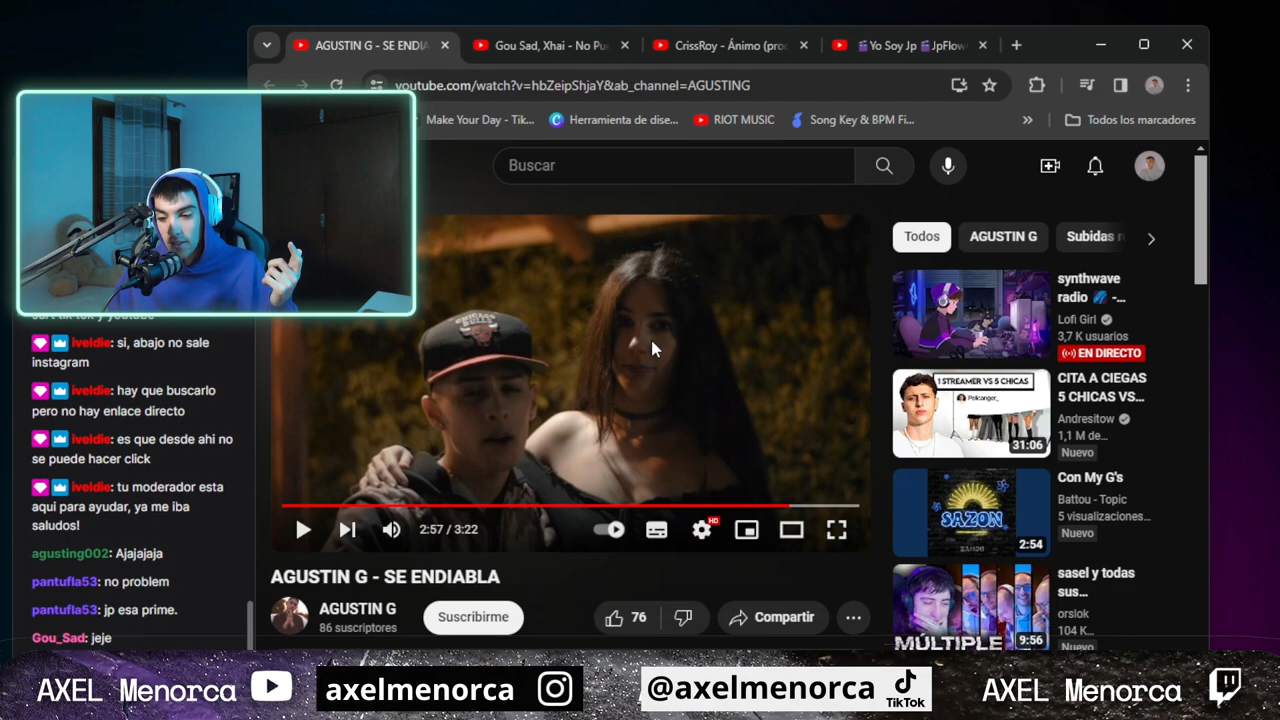 AGUSTIN G - SE ENDIA
Gou Sad, Xhai - No Pu
CrissRoy - Ánimo (proc
Yo Soy Jp JpFlow
youtube.com/watch?v=hbZeipShjaY&ab_channel=AGUSTING
Make Your Day - Tik...
Herramienta de dise...
RIOT MUSIC
Song Key & BPM Fi...
Todos los marcadores
Buscar
Todos
AGUSTIN G
Subidas
CHICAGO
BULLS
synthwave
radio -...
Lofi Girl
3,7 K usuarios
EN DIRECTO
1 STREAMER VS 5 CHICAS
31:06
CITA A CIEGAS
5 CHICAS VS...
Andresitow
1,1 M de...
Nuevo
SAZON
2:54
Con My G's
Battou - Topic
5 visualizaciones...
Nuevo
MÚLTIPLE
9:56
sasel y todas
sus...
orslok
104 K...
Nuevo
iveldie: si, abajo no sale
instagram
iveldie: hay que buscarlo
pero no hay enlace directo
iveldie: es que desde ahi no
se puede hacer click
iveldie: tu moderador esta
aqui para ayudar, ya me iba
saludos!
agusting002: Ajajajaja
pantufla53: no problem
pantufla53: jp esa prime.
Gou_Sad: jeje
2:57 / 3:22
HD
AGUSTIN G - SE ENDIABLA
AGUSTIN G
86 suscriptores
Suscribirme
76
Compartir
AXEL Menorca
axelmenorca
@axelmenorca
TikTok
AXEL Menorca